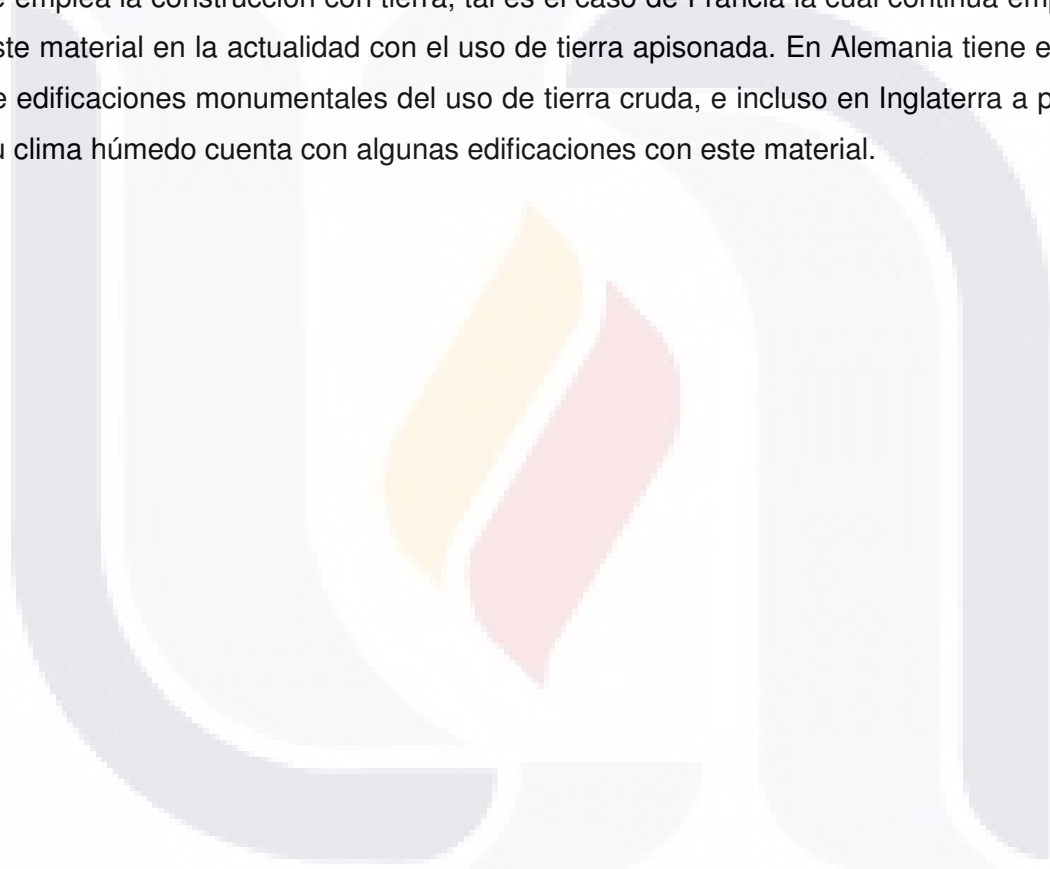 emplea la construcción con tierra, tal es el caso de Francia la cual continúa
ste material en la actualidad con el uso de tierra apisonada. En Alemania tiene e
e edificaciones monumentales del uso de tierra cruda, e incluso en Inglaterra a p
u clima húmedo cuenta con algunas edificaciones con este material.